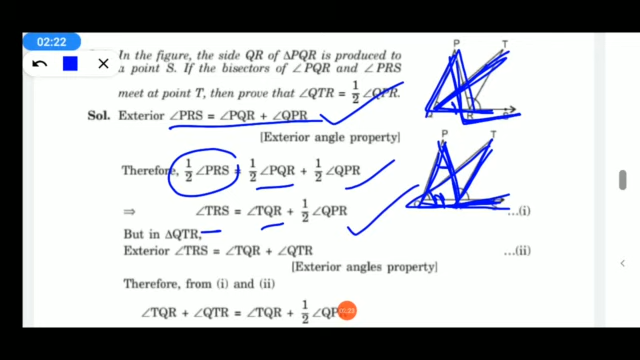 02:22
In the figure, the side QR of ΔPQR is produced to
a point S. If the bisectors of ∠PQR and ∠PRS
meet at point T, then prove that ∠QTR = 1/2 ∠QPR.
P T
Sol. Exterior ∠PRS = ∠PQR + ∠QPR
R
[Exterior angle property]
P T
Therefore, 1/2 ∠PRS = 1/2 ∠PQR + 1/2 ∠QPR
⇒ ∠TRS = ∠TQR + 1/2 ∠QPR ...(i)
But in ΔQTR,
Exterior ∠TRS = ∠TQR + ∠QTR ...(ii)
[Exterior angles property]
Therefore, from (i) and (ii)
∠TQR + ∠QTR = ∠TQR + 1/2